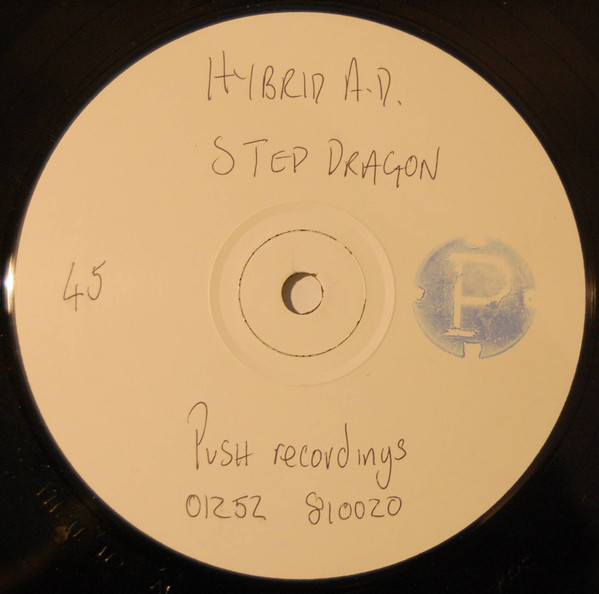 HYBRID A.D.
STEP DRAGON
45
P
PUSH recordings
01252 810020